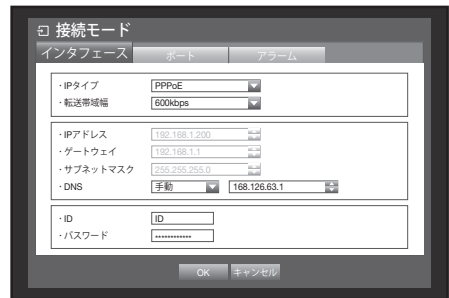 接続モード
インタフェース ポート アラーム
・IPタイプ PPPoE
・転送帯域幅 600kbps
・IPアドレス 192.168.1.200
・ゲートウェイ 192.168.1.1
・サブネットマスク 255.255.255.0
・DNS 手動 168.126.63.1
・ID ID
・パスワード ************
OK キャンセル